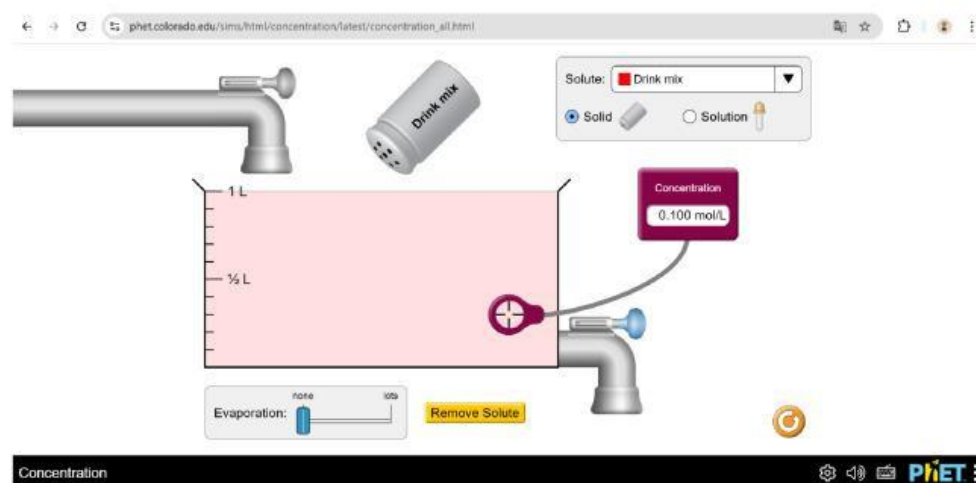 phet.colorado.edu/sims/html/concentration/latest/concentration_all.html
Drink mix
Solute: Drink mix
Solid
Solution
1 L
Concentration
0.100 mol/L
½ L
none
lots
Evaporation:
Remove Solute
Concentration
PhET